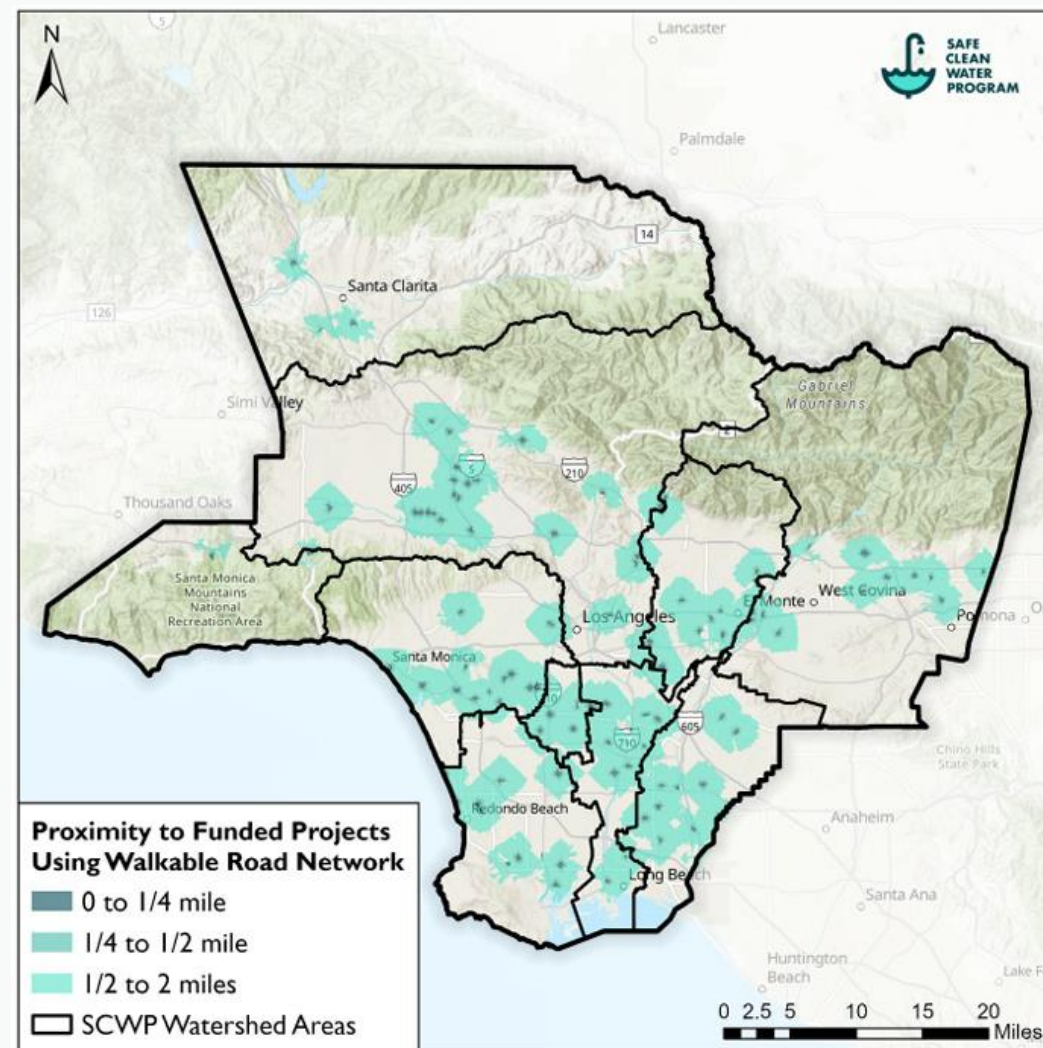 N
5
Lancaster
SAFE
CLEAN
WATER
PROGRAM
Palmdale
14
Santa Clarita
126
Simi Valley
Gabriel
Mountains
2
5
210
405
Thousand Oaks
Santa Monica
Mountains
National
Recreation Area
El Monte
West Covina
Los Angeles
Pomona
Santa Monica
605
710
Chino Hills
State Park
Redondo Beach
Anaheim
Long Beach
Santa Ana
Huntington
Beach
Lake F
Proximity to Funded Projects
Using Walkable Road Network
0 to 1/4 mile
1/4 to 1/2 mile
1/2 to 2 miles
SCWP Watershed Areas
0 2.5 5 10 15 20
Miles